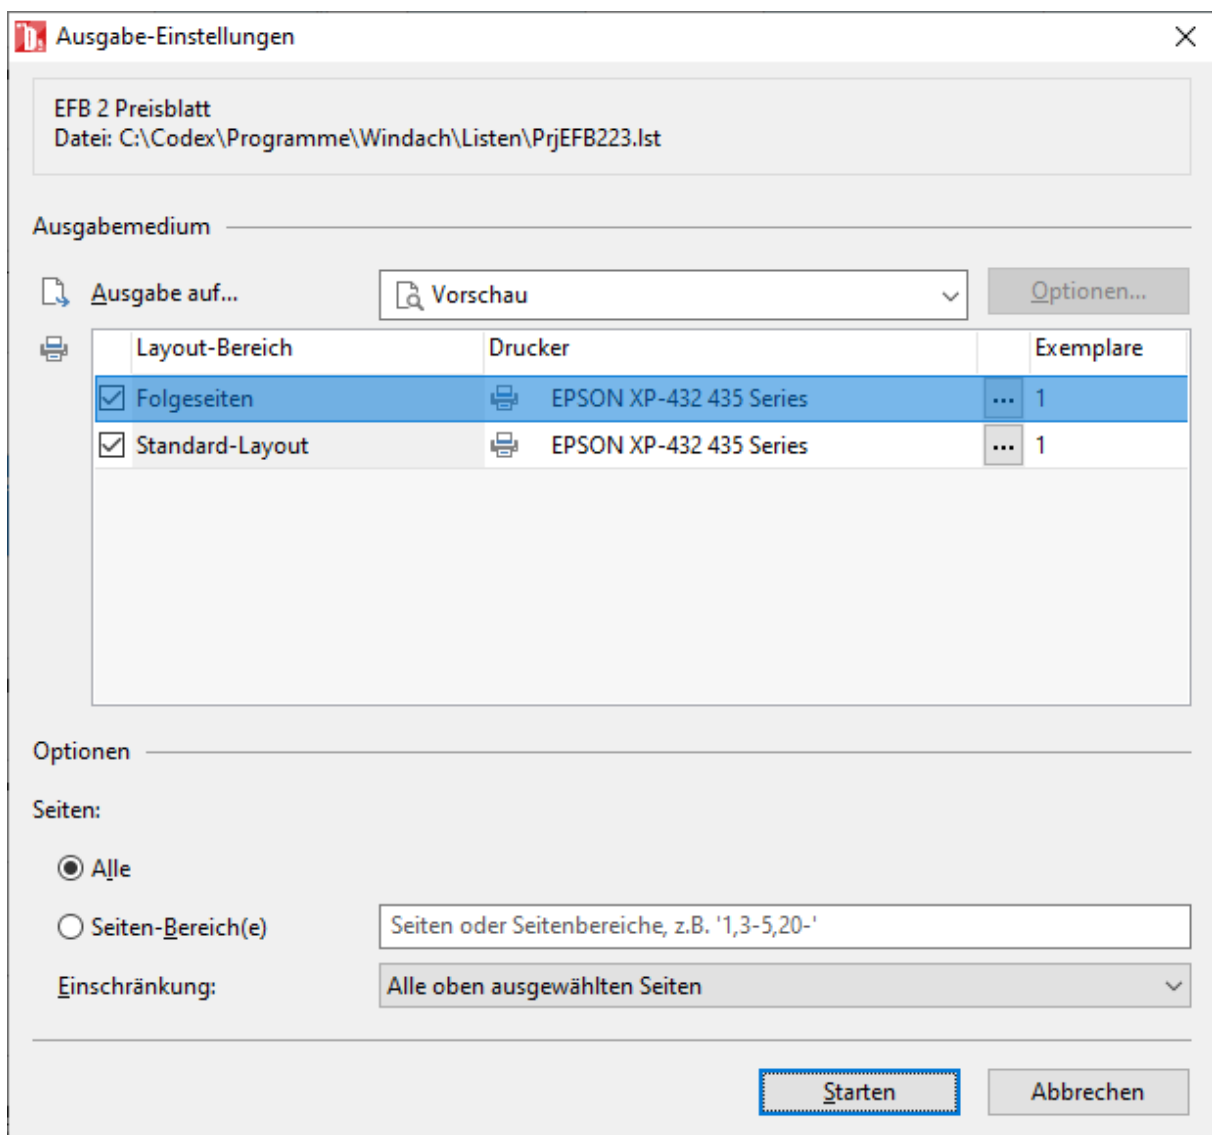 Ausgabe-Einstellungen
EFB 2 Preisblatt
Datei: C:\Codex\Programme\Windach\Listen\PrjEFB223.lst
Ausgabemedium
Ausgabe auf... Vorschau Optionen...
Layout-Bereich Drucker Exemplare
Folgeseiten EPSON XP-432 435 Series ... 1
Standard-Layout EPSON XP-432 435 Series ... 1
Optionen
Seiten:
Alle
Seiten-Bereich(e) Seiten oder Seitenbereiche, z.B. '1,3-5,20-'
Einschränkung: Alle oben ausgewählten Seiten
Starten Abbrechen